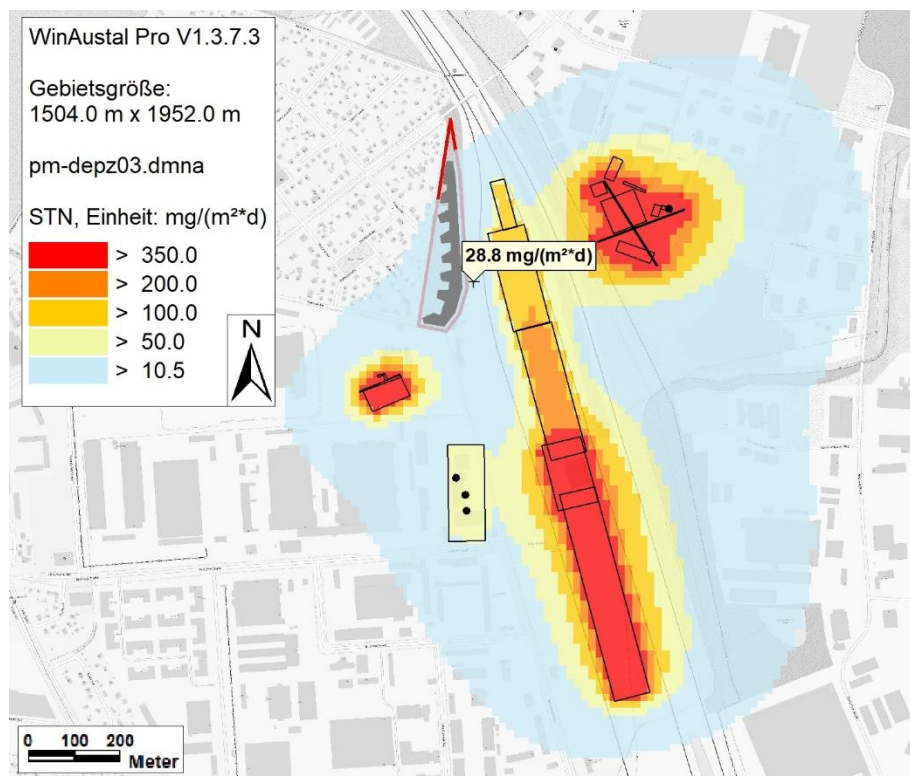 WinAustal Pro V1.3.7.3
Gebietsgröße:
1504.0 m x 1952.0 m
pm-depz03.dmna
STN, Einheit: mg/(m²*d)
> 350.0
> 200.0
> 100.0
> 50.0
> 10.5
N
28.8 mg/(m²*d)
0 100 200
Meter